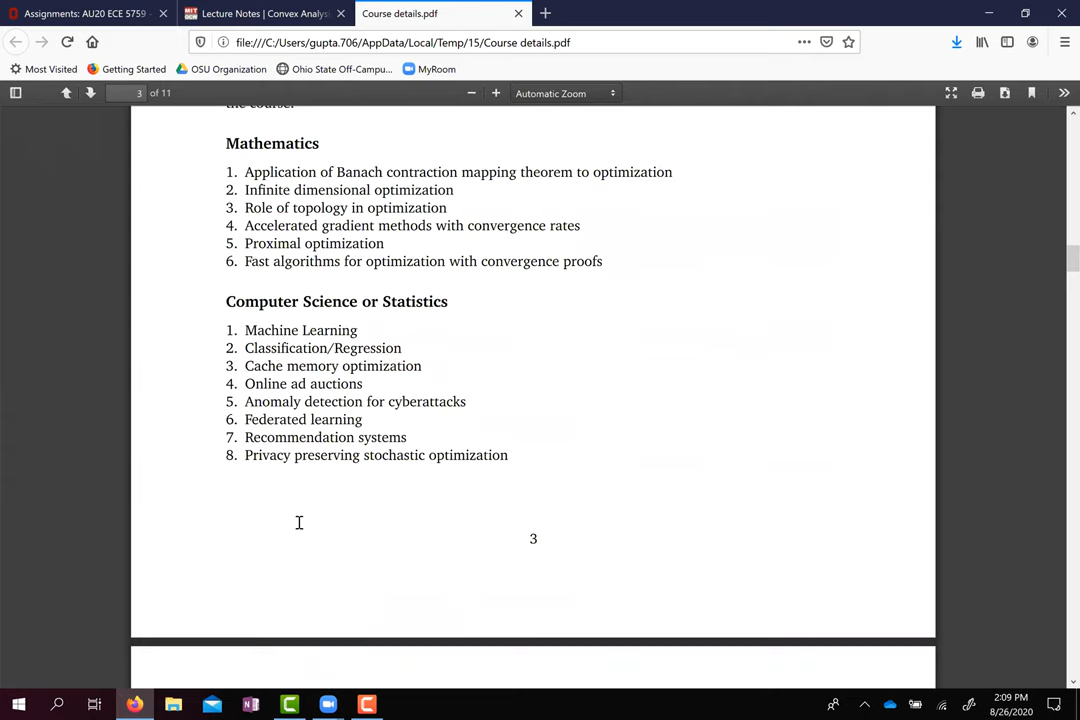 Assignments: AU20 ECE 5759 -
Lecture Notes | Convex Analysi
Course details.pdf
file:///C:/Users/gupta.706/AppData/Local/Temp/15/Course details.pdf
Most Visited
Getting Started
OSU Organization
Ohio State Off-Campu...
MyRoom
3 of 11
Automatic Zoom
the course.
Mathematics
1. Application of Banach contraction mapping theorem to optimization
2. Infinite dimensional optimization
3. Role of topology in optimization
4. Accelerated gradient methods with convergence rates
5. Proximal optimization
6. Fast algorithms for optimization with convergence proofs
Computer Science or Statistics
1. Machine Learning
2. Classification/Regression
3. Cache memory optimization
4. Online ad auctions
5. Anomaly detection for cyberattacks
6. Federated learning
7. Recommendation systems
8. Privacy preserving stochastic optimization
3
2:09 PM
8/26/2020